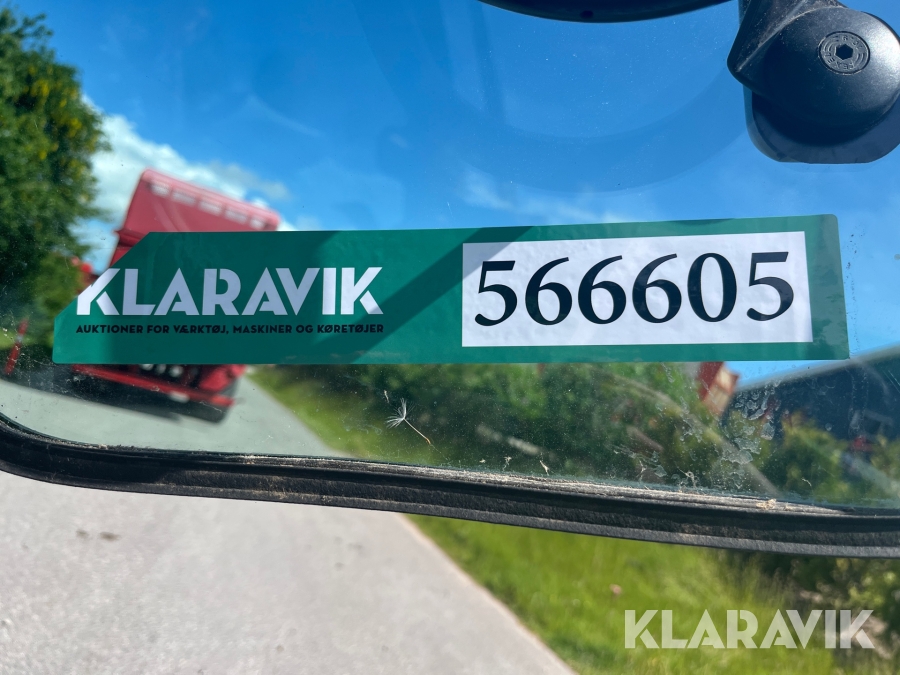 KLARAVIK
AUKTIONER FOR VÆRKTØJ, MASKINER OG KØRETØJER
566605
KLARAVIK